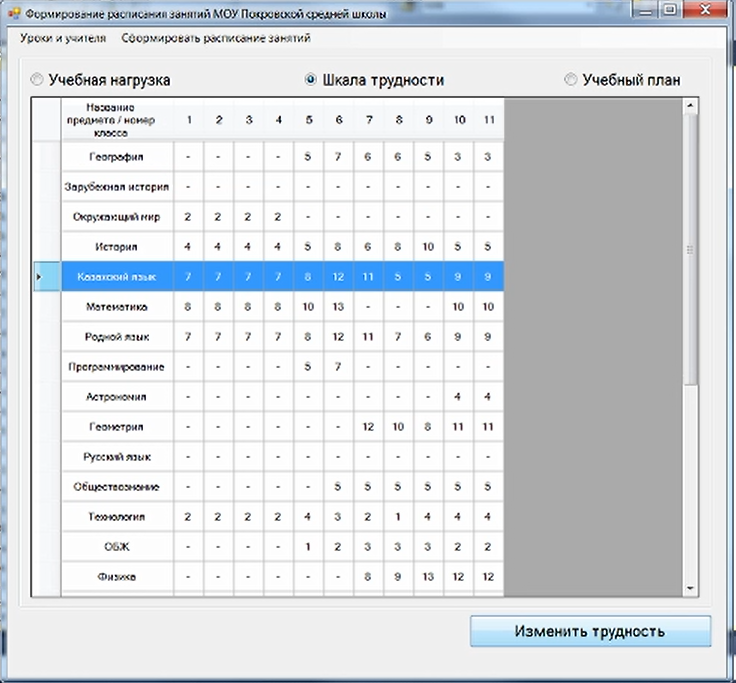 Формирование расписания занятий МОУ Покровской средней школы
Уроки и учителя Сформировать расписание занятий
Учебная нагрузка Шкала трудности Учебный план
Название предмета / номер класса 1 2 3 4 5 6 7 8 9 10 11
География - - - - 5 7 6 6 5 3 3
Зарубежная история - - - - - - - - - - -
Окружающий мир 2 2 2 2 - - - - - - -
История 4 4 4 4 5 8 6 8 10 5 5
Казахский язык 7 7 7 7 8 12 11 5 5 9 9
Математика 8 8 8 8 10 13 - - - 10 10
Родной язык 7 7 7 7 8 12 11 7 6 9 9
Программирование - - - - 5 7 - - - - -
Астрономия - - - - - - - - - 4 4
Геометрия - - - - - - 12 10 8 11 11
Русский язык - - - - - - - - - - -
Обществознание - - - - - 5 5 5 5 5 5
Технология 2 2 2 2 4 3 2 1 4 4 4
ОБЖ - - - - 1 2 3 3 3 2 2
Физика - - - - - - 8 9 13 12 12
Изменить трудность